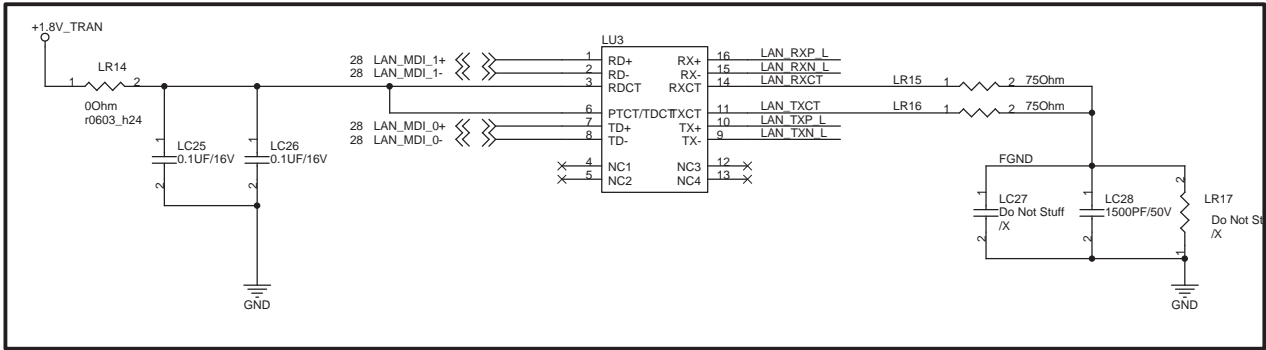 +1.8V_TRAN
1 LR14 2
0Ohm
r0603_h24
1
LC25
0.1UF/16V
2
1
LC26
0.1UF/16V
2
GND
28 LAN_MDI_1+
28 LAN_MDI_1-
28 LAN_MDI_0+
28 LAN_MDI_0-
LU3
1 RD+ RX+ 16 LAN_RXP_L
2 RD- RX- 15 LAN_RXN_L
3 RDCT RXCT 14 LAN_RXCT
6 PTCT/TDCT TXCT 11 LAN_TXCT
7 TD+ TX+ 10 LAN_TXP_L
8 TD- TX- 9 LAN_TXN_L
4 NC1 NC3 12
5 NC2 NC4 13
LR15 1 2 75Ohm
LR16 1 2 75Ohm
FGND
1
LC27
Do Not Stuff
/X
2
1
LC28
1500PF/50V
2
2
LR17
Do Not St
/X
1
GND